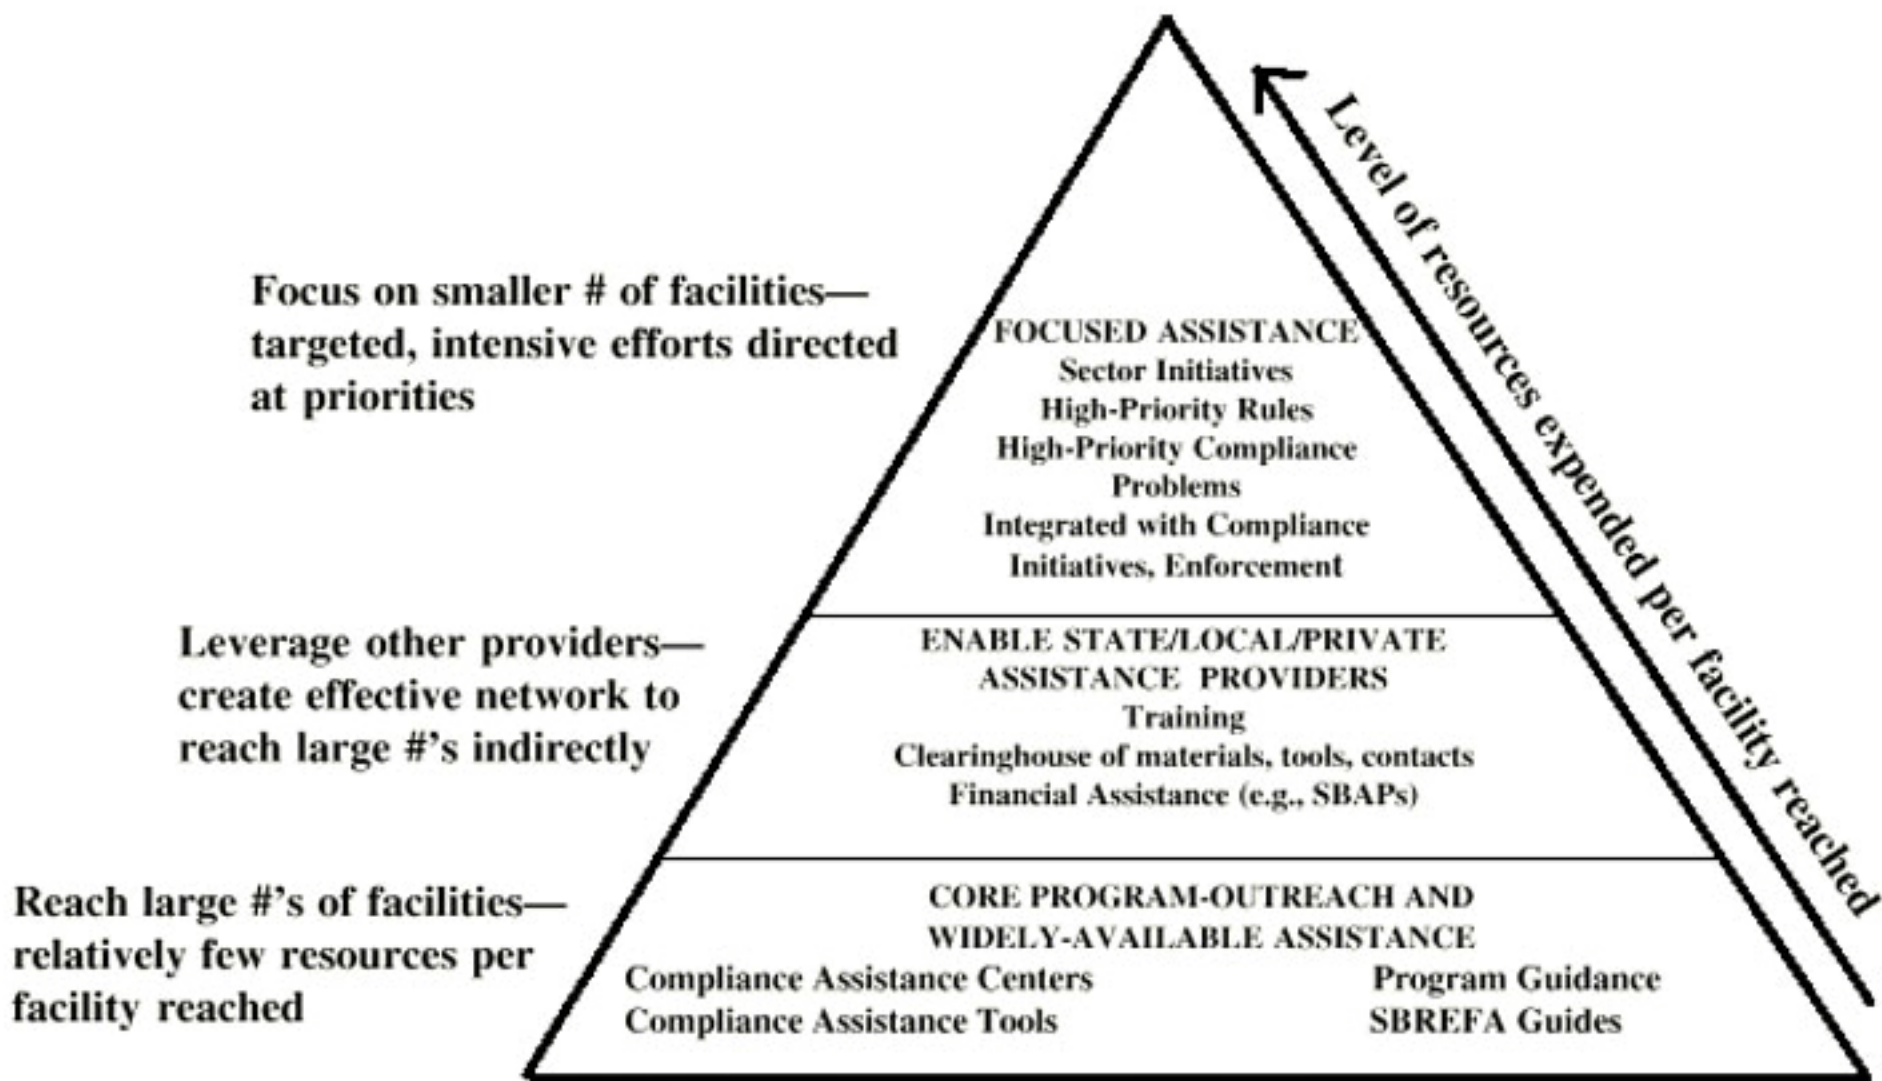 Level of resources expended per facility reached
Focus on smaller # of facilities—
targeted, intensive efforts directed
at priorities
FOCUSED ASSISTANCE
Sector Initiatives
High-Priority Rules
High-Priority Compliance
Problems
Integrated with Compliance
Initiatives, Enforcement
Leverage other providers—
create effective network to
reach large #'s indirectly
ENABLE STATE/LOCAL/PRIVATE
ASSISTANCE PROVIDERS
Training
Clearinghouse of materials, tools, contacts
Financial Assistance (e.g., SBAPs)
Reach large #'s of facilities—
relatively few resources per
facility reached
CORE PROGRAM-OUTREACH AND
WIDELY-AVAILABLE ASSISTANCE
Compliance Assistance Centers
Program Guidance
Compliance Assistance Tools
SBREFA Guides